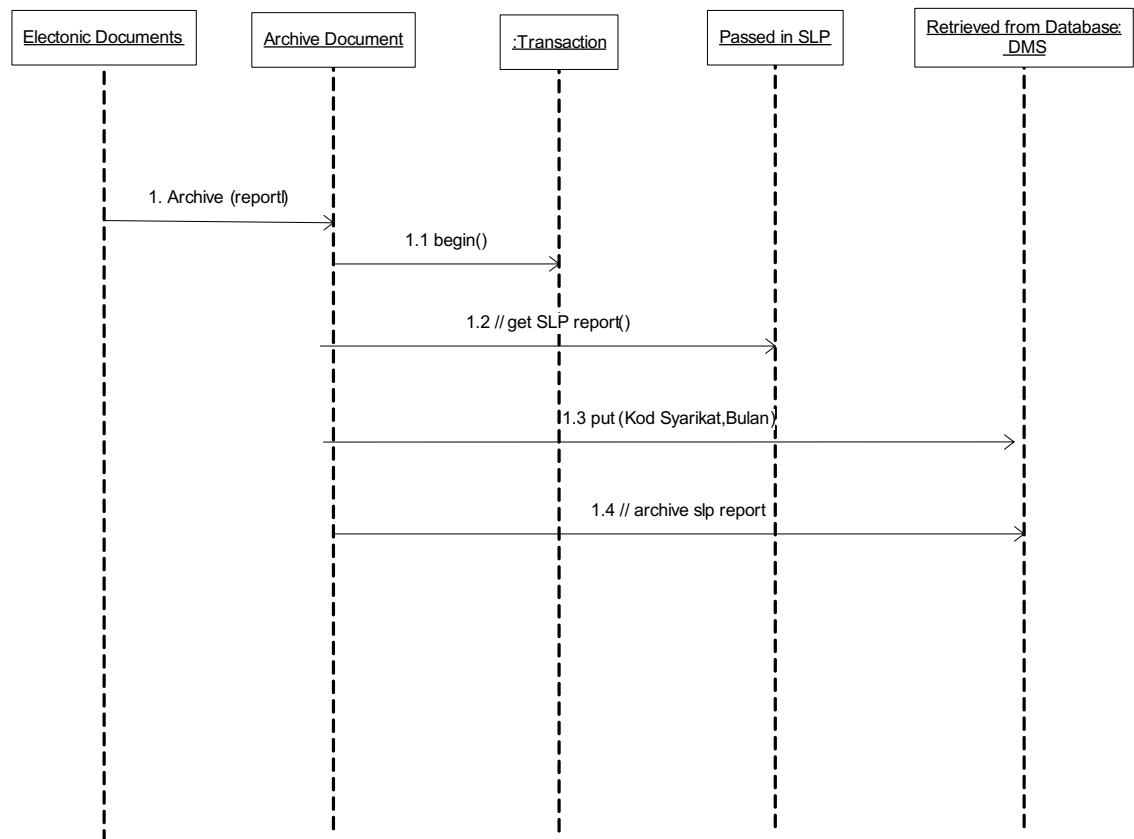 Electonic Documents
Archive Document
:Transaction
Passed in SLP
Retrieved from Database:
DMS
1. Archive (reportl)
1.1 begin()
1.2 // get SLP report()
1.3 put (Kod Syarikat,Bulan)
1.4 // archive slp report